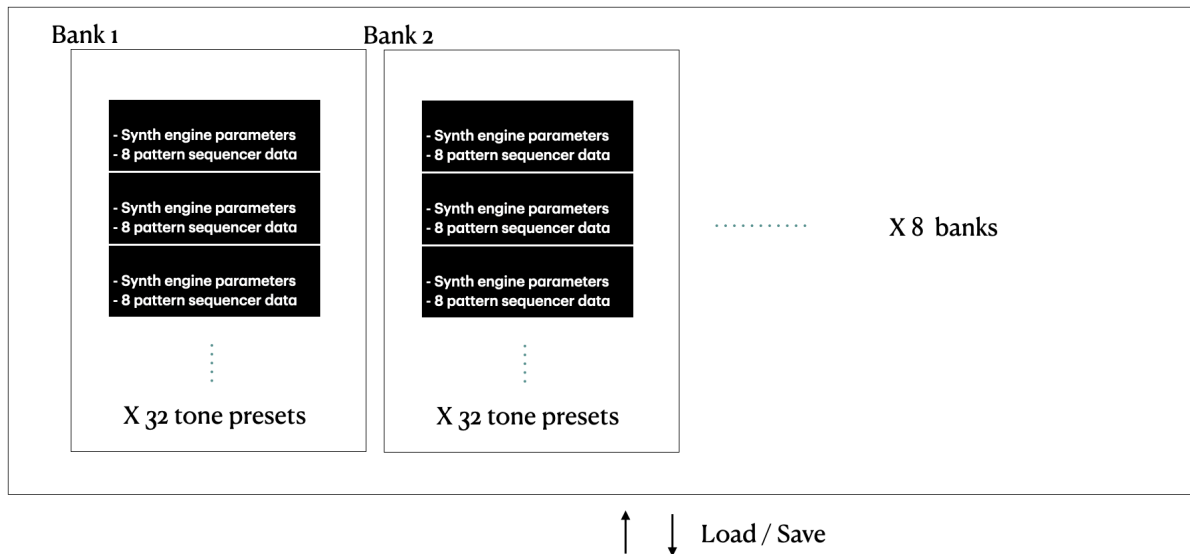 Bank 1
- Synth engine parameters
- 8 pattern sequencer data
- Synth engine parameters
- 8 pattern sequencer data
- Synth engine parameters
- 8 pattern sequencer data
X 32 tone presets
Bank 2
- Synth engine parameters
- 8 pattern sequencer data
- Synth engine parameters
- 8 pattern sequencer data
- Synth engine parameters
- 8 pattern sequencer data
X 32 tone presets
X 8 banks
Load / Save